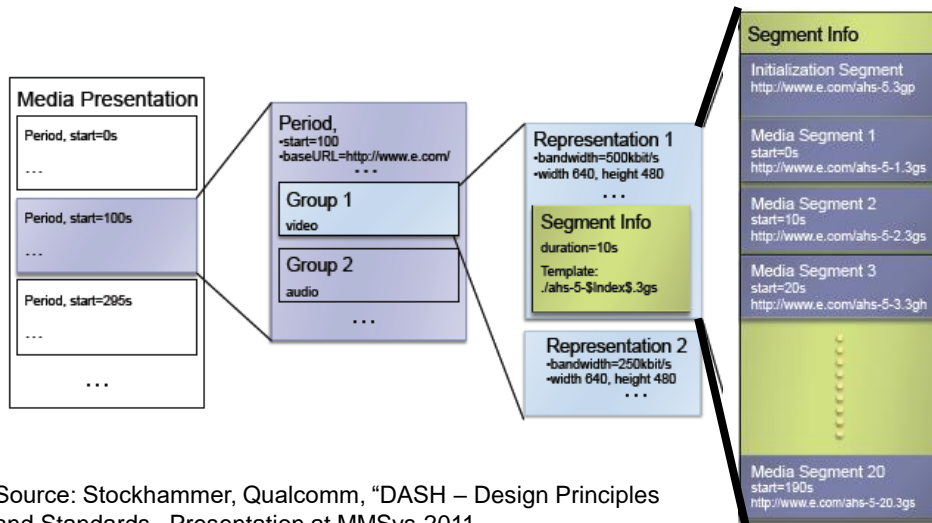 Media Presentation
Period, start=0s
...
Period, start=100s
...
Period, start=295s
...
...
Period,
•start=100
•baseURL=http://www.e.com/
...
Group 1
video
Group 2
audio
...
Representation 1
•bandwidth=500kbit/s
•width 640, height 480
...
Segment Info
duration=10s
Template:
./ahs-5-$Index$.3gs
Representation 2
•bandwidth=250kbit/s
•width 640, height 480
...
Segment Info
Initialization Segment
http://www.e.com/ahs-5.3gp
Media Segment 1
start=0s
http://www.e.com/ahs-5-1.3gs
Media Segment 2
start=10s
http://www.e.com/ahs-5-2.3gs
Media Segment 3
start=20s
http://www.e.com/ahs-5-3.3gh
Media Segment 20
start=190s
http://www.e.com/ahs-5-20.3gs
Source: Stockhammer, Qualcomm, “DASH – Design Principles
and Standards, Presentation at MMSys 2011